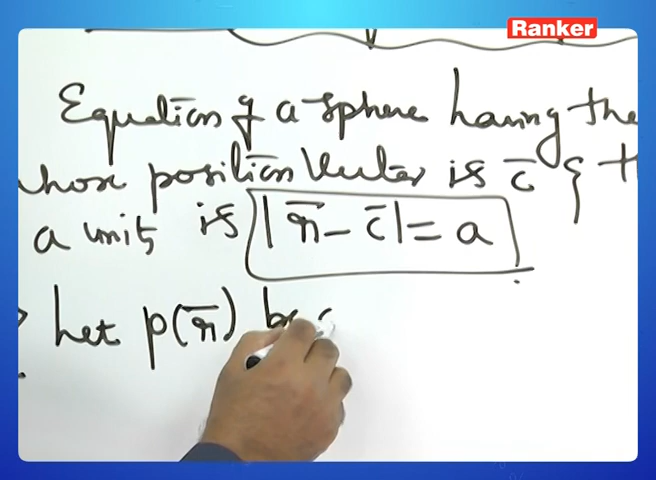 Ranker
Equation of a sphere having the
whose position Vector is c̄ & t
a units is |r̄ - c̄| = a
Let p(r̄) be